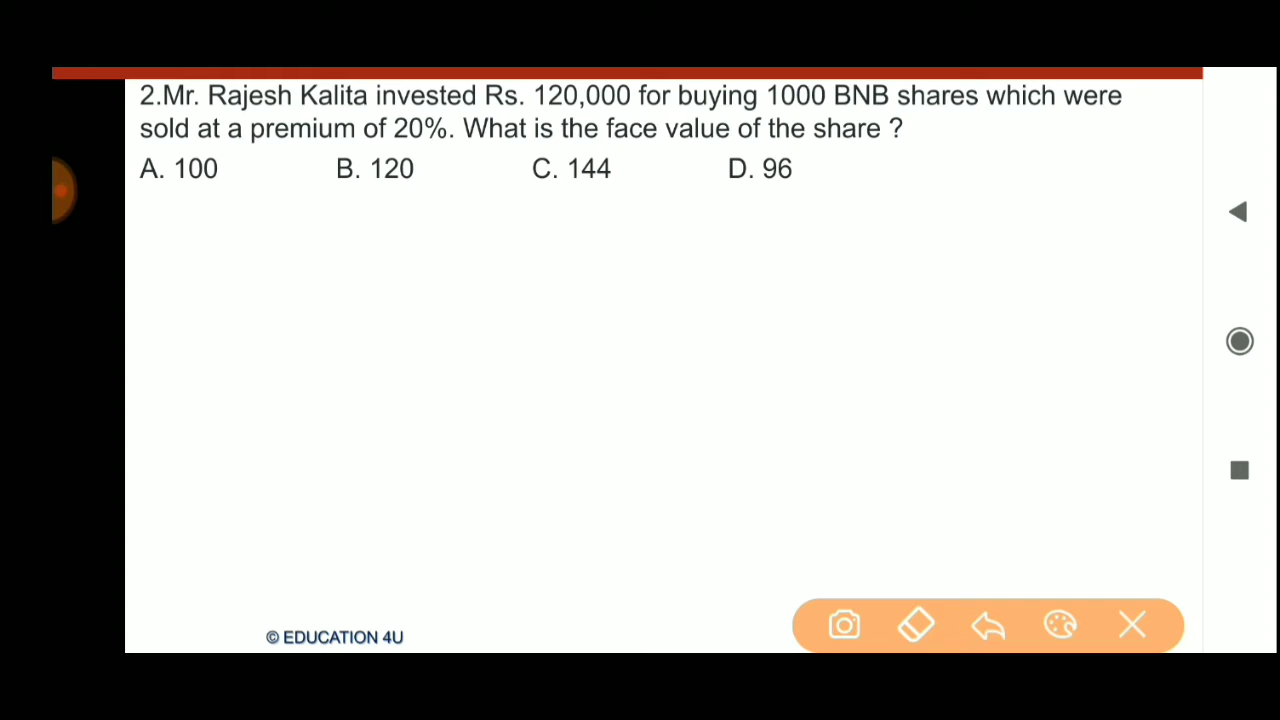 2.Mr. Rajesh Kalita invested Rs. 120,000 for buying 1000 BNB shares which were
sold at a premium of 20%. What is the face value of the share ?
A. 100 B. 120 C. 144 D. 96
© EDUCATION 4U